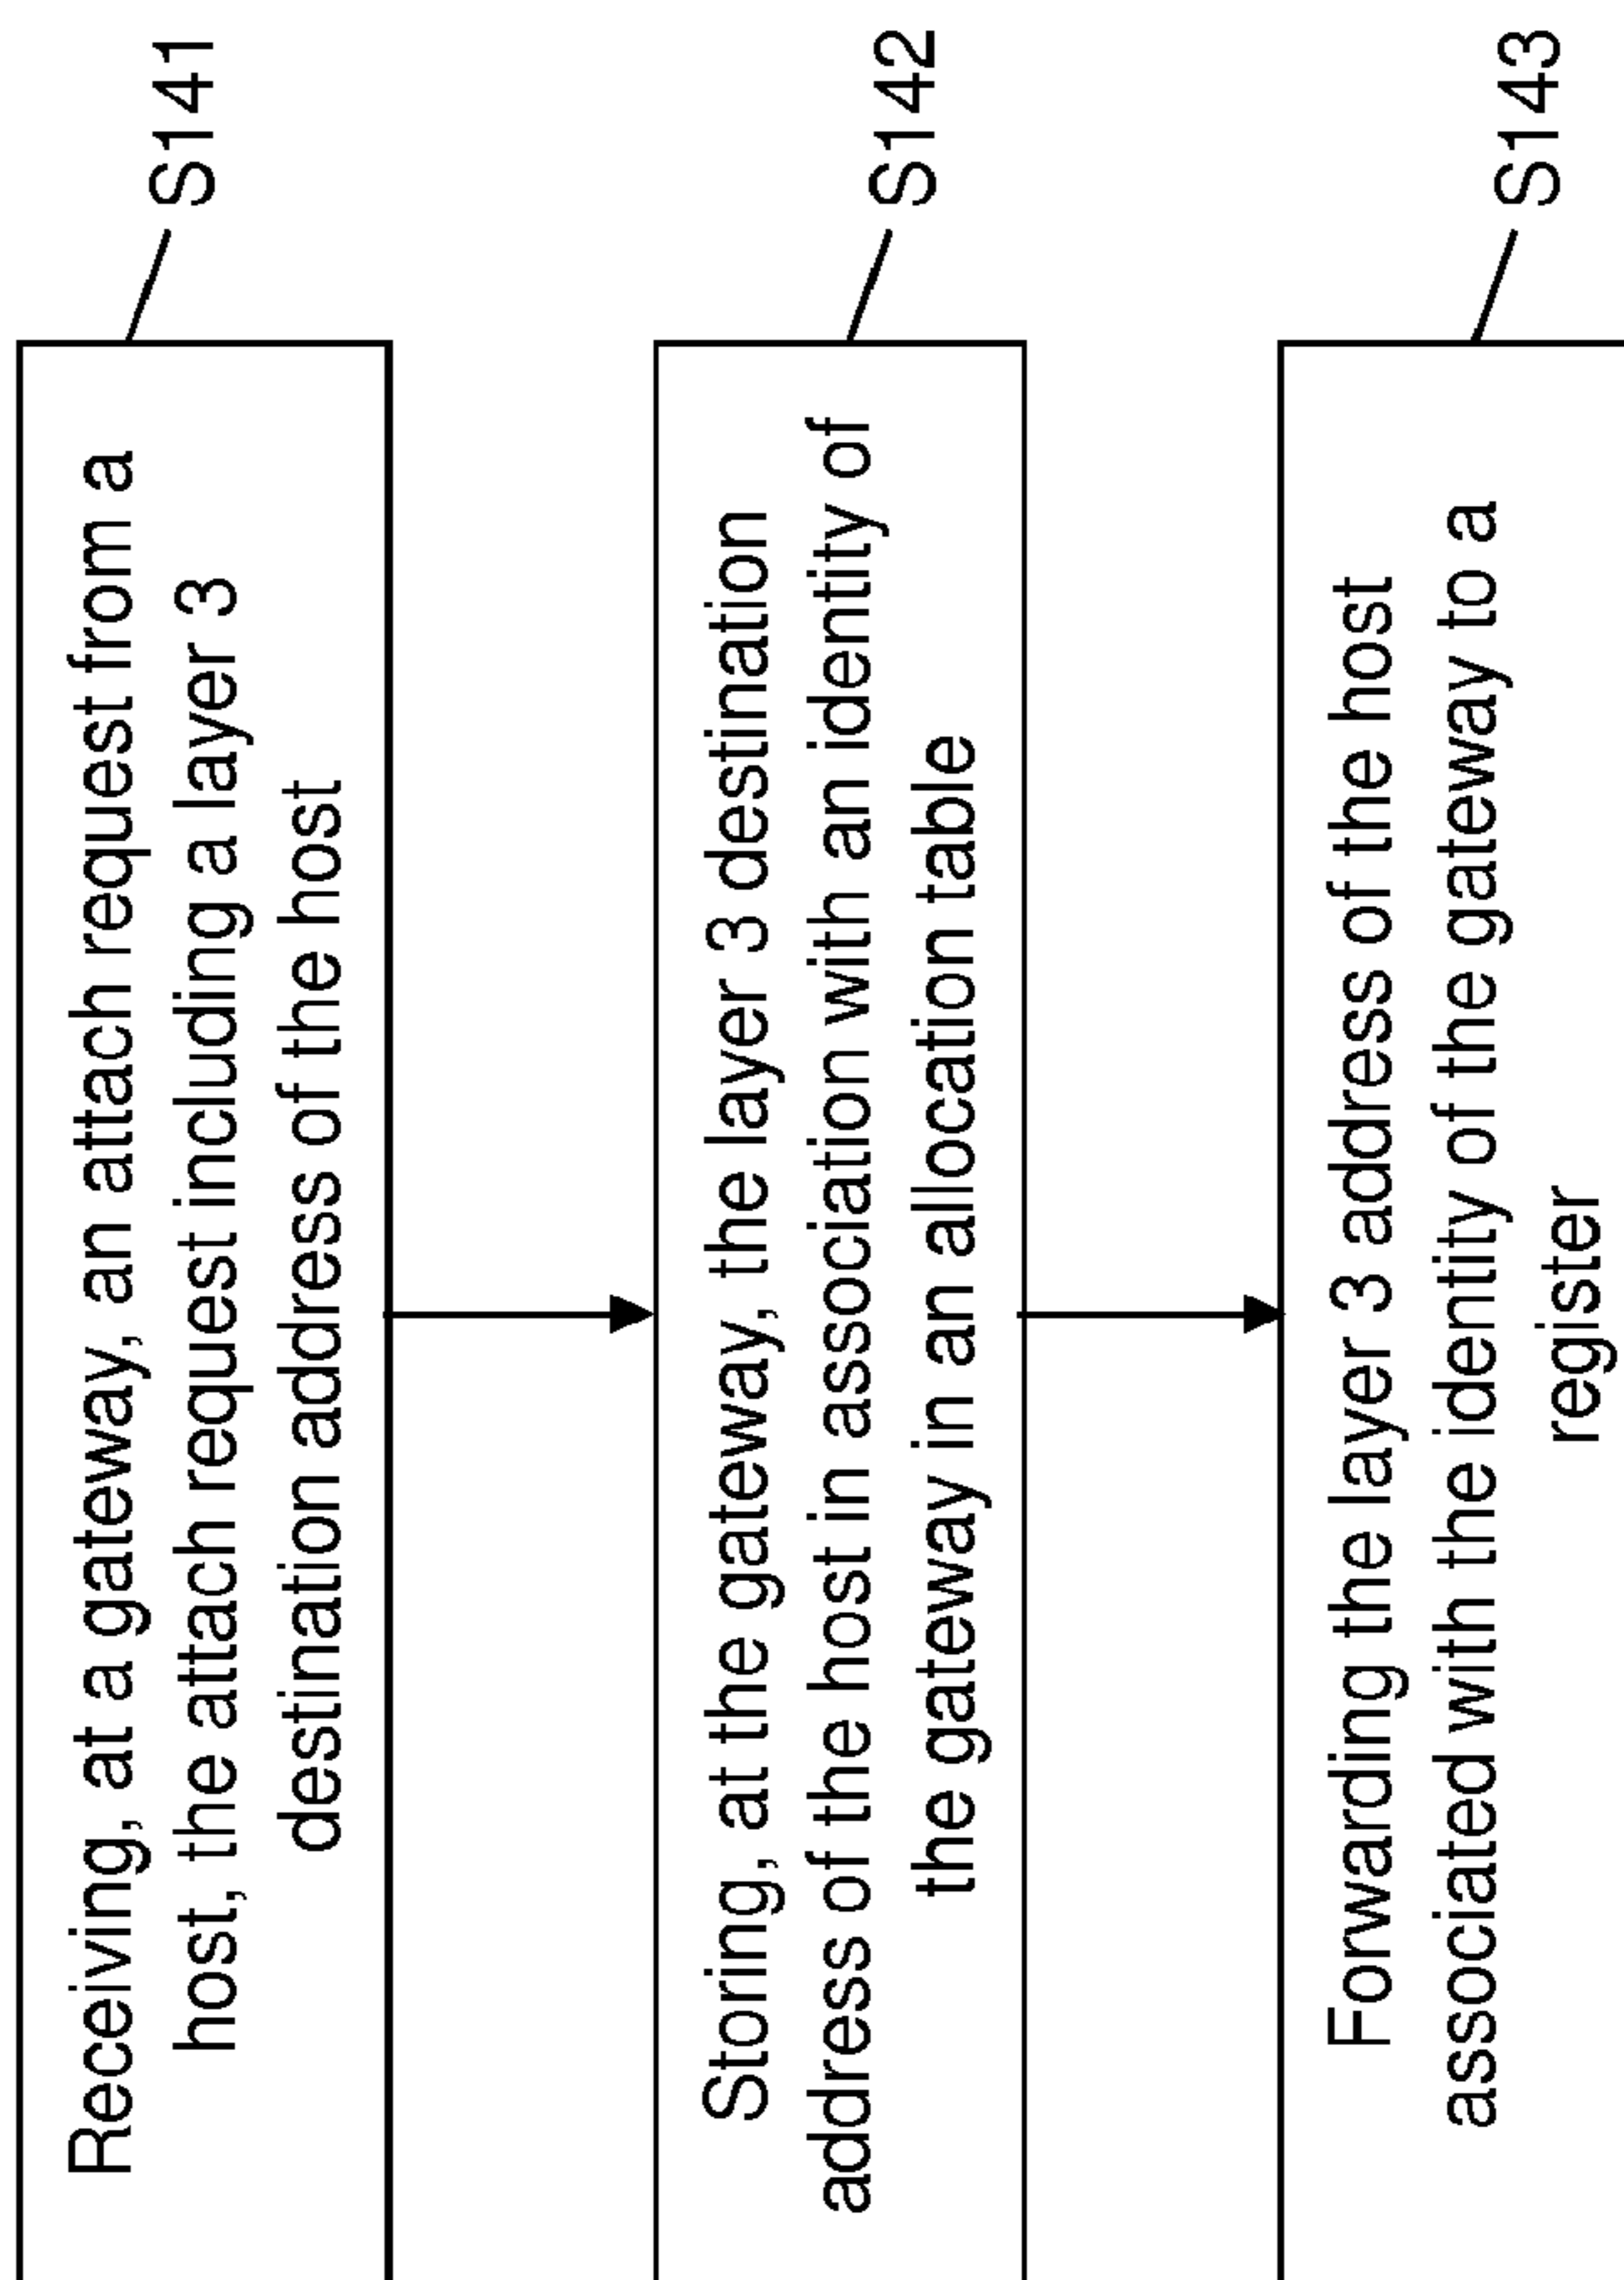 Receiving, at a gateway, an attach request from a
host, the attach request including a layer 3
destination address of the host
S141
Storing, at the gateway, the layer 3 destination
address of the host in association with an identity of
the gateway in an allocation table
S142
Forwarding the layer 3 address of the host
associated with the identity of the gateway to a
register
S143